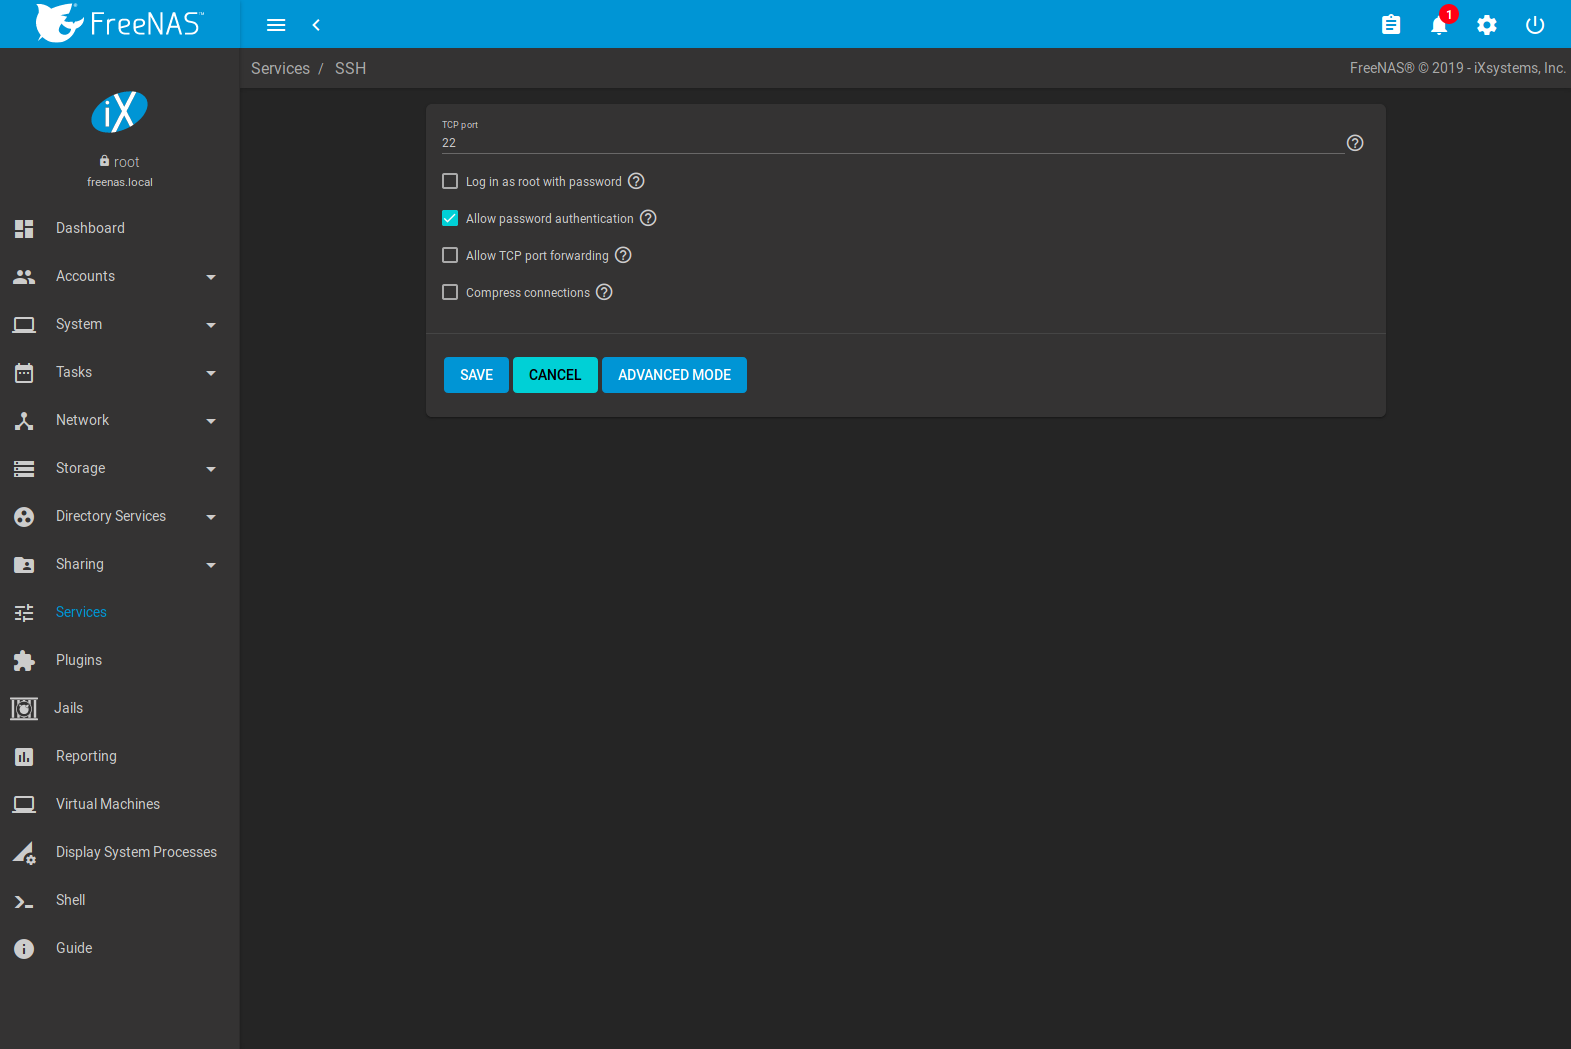 FreeNAS™
1
Services / SSH
FreeNAS® © 2019 - iXsystems, Inc.
iX
root
freenas.local
Dashboard
Accounts
System
Tasks
Network
Storage
Directory Services
Sharing
Services
Plugins
Jails
Reporting
Virtual Machines
Display System Processes
Shell
Guide
TCP port
22
Log in as root with password
Allow password authentication
Allow TCP port forwarding
Compress connections
SAVE CANCEL ADVANCED MODE